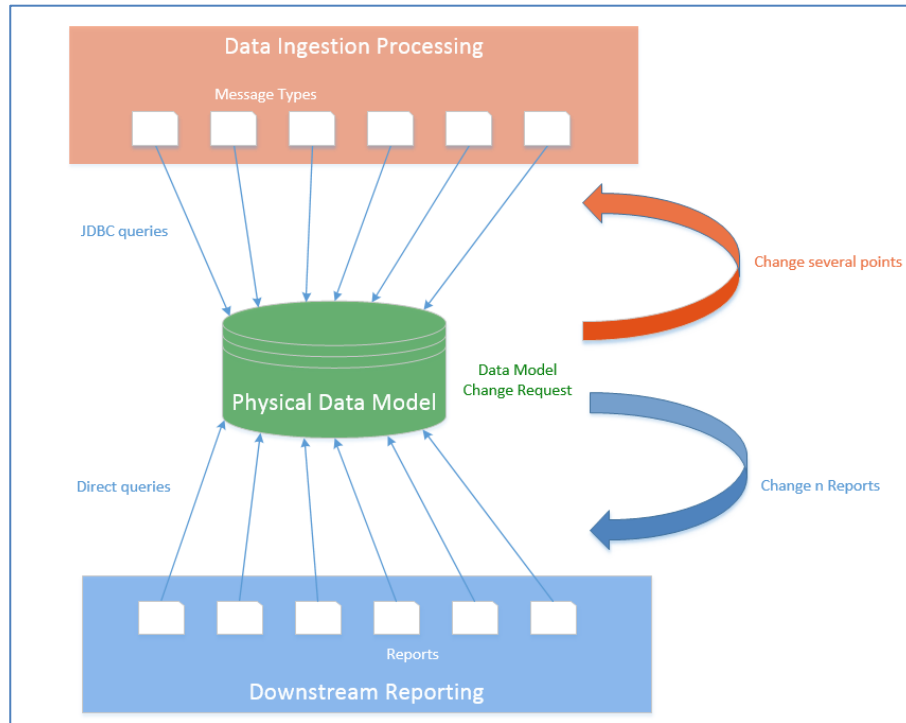 Data Ingestion Processing
Message Types
JDBC queries
Change several points
Data Model
Change Request
Physical Data Model
Direct queries
Change n Reports
Reports
Downstream Reporting